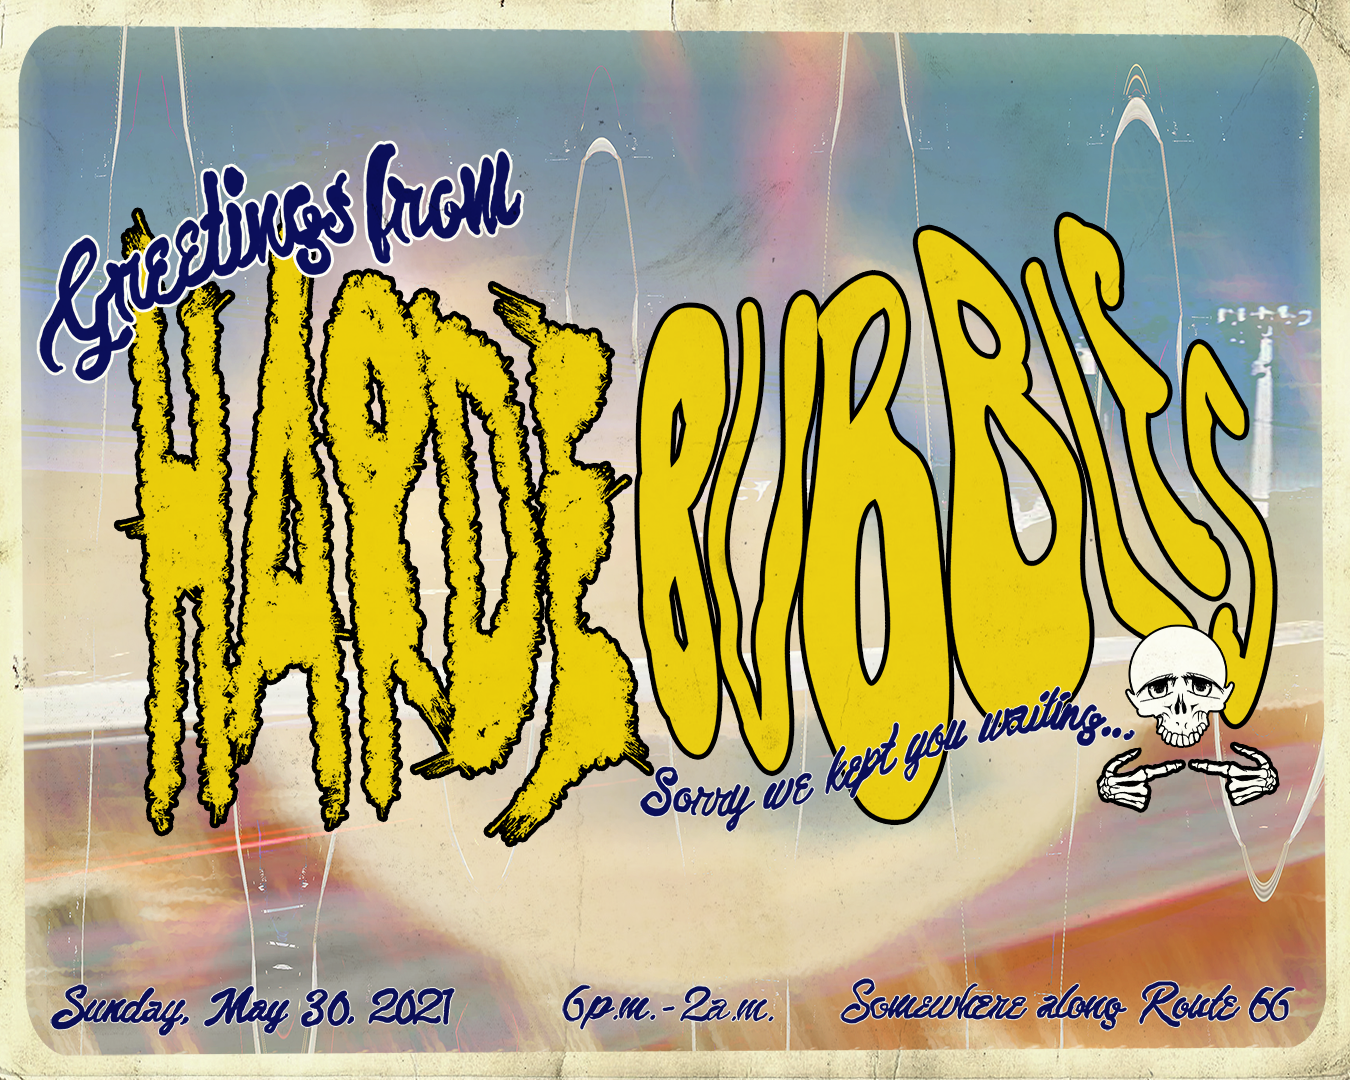 Greetings from
HARDE BUBBLES
Sorry we kept you waiting...
Sunday, May 30. 2021
6p.m.-2a.m.
Somewhere along Route 66